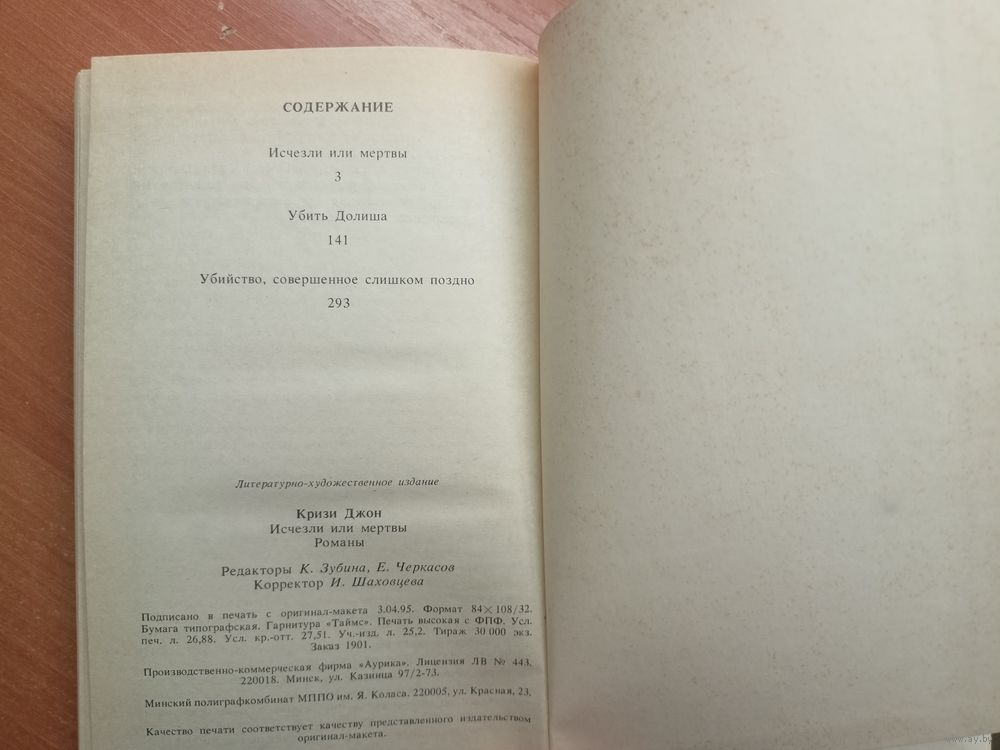 СОДЕРЖАНИЕ
Исчезли или мертвы
3
Убить Долиша
141
Убийство, совершенное слишком поздно
293
Литературно-художественное издание
Кризи Джон
Исчезли или мертвы
Романы
Редакторы К. Зубина, Е. Черкасов
Корректор И. Шаховцева
Подписано в печать с оригинал-макета 3.04.95. Формат 84×108/32.
Бумага типографская. Гарнитура «Таймс». Печать высокая с ФПФ. Усл.
печ. л. 26,88. Усл. кр.-отт. 27,51. Уч.-изд. л. 25,2. Тираж 30 000 экз.
Заказ 1901.
Производственно-коммерческая фирма «Аурика». Лицензия ЛВ № 443.
220018. Минск, ул. Казинца 97/2-73.
Минский полиграфкомбинат МППО им. Я. Коласа. 220005, ул. Красная, 23.
Качество печати соответствует качеству представленного издательством
оригинал-макета.